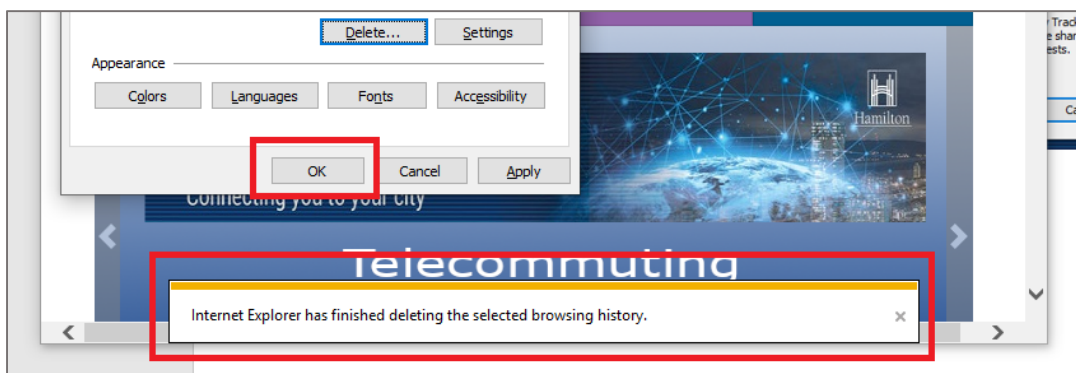 Delete...
Settings
Appearance
Colors
Languages
Fonts
Accessibility
OK
Cancel
Apply
Hamilton
Connecting you to your city
Telecommuting
Internet Explorer has finished deleting the selected browsing history.